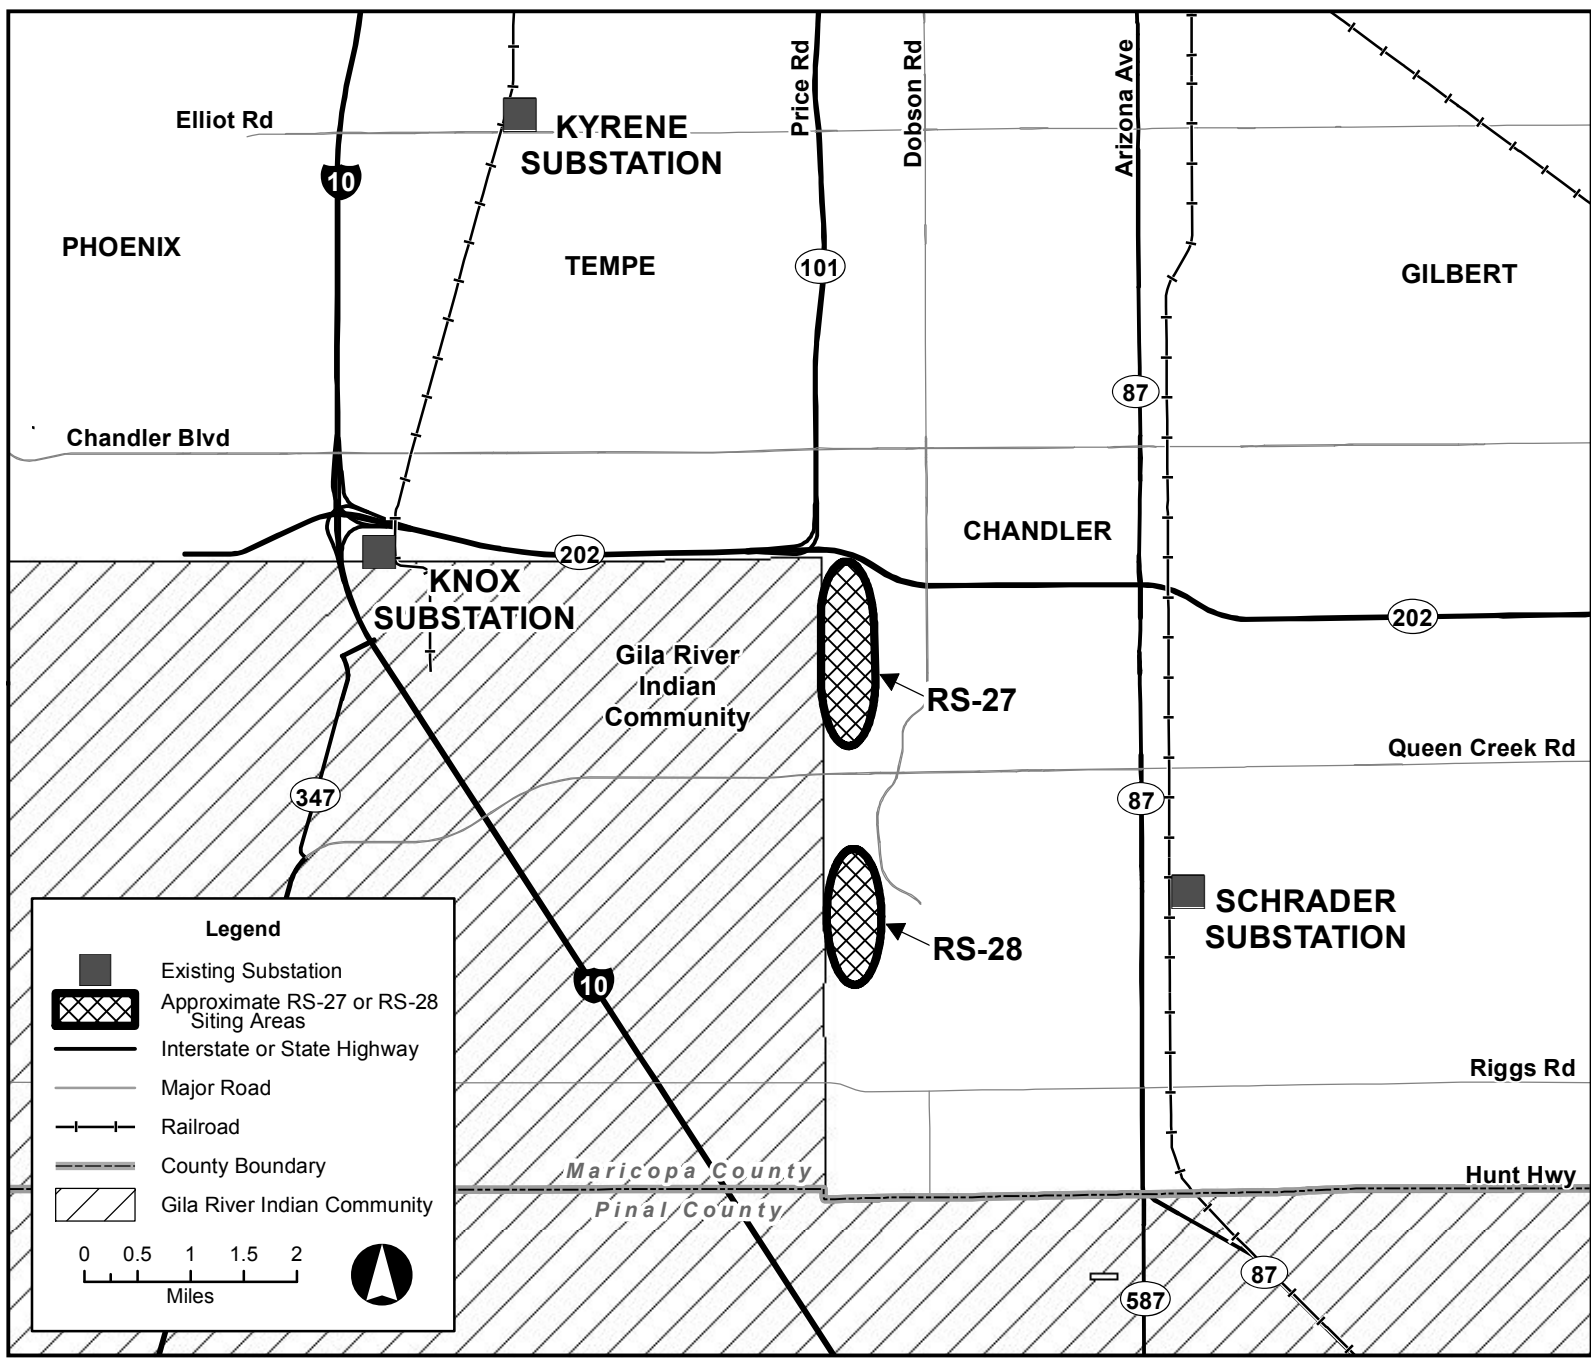 Price Rd
Dobson Rd
Arizona Ave
Elliot Rd
KYRENE
SUBSTATION
10
PHOENIX
TEMPE
101
GILBERT
87
Chandler Blvd
CHANDLER
202
KNOX
SUBSTATION
202
Gila River
Indian
Community
RS-27
Queen Creek Rd
347
87
SCHRADER
SUBSTATION
RS-28
10
Legend
Existing Substation
Approximate RS-27 or RS-28
Siting Areas
Interstate or State Highway
Major Road
Railroad
County Boundary
Gila River Indian Community
0 0.5 1 1.5 2
Miles
Riggs Rd
Maricopa County
Hunt Hwy
Pinal County
87
587